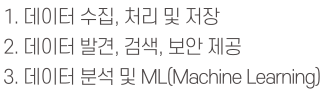 1. 데이터 수집, 처리 및 저장
2. 데이터 발견, 검색, 보안 제공
3. 데이터 분석 및 ML(Machine Learning)